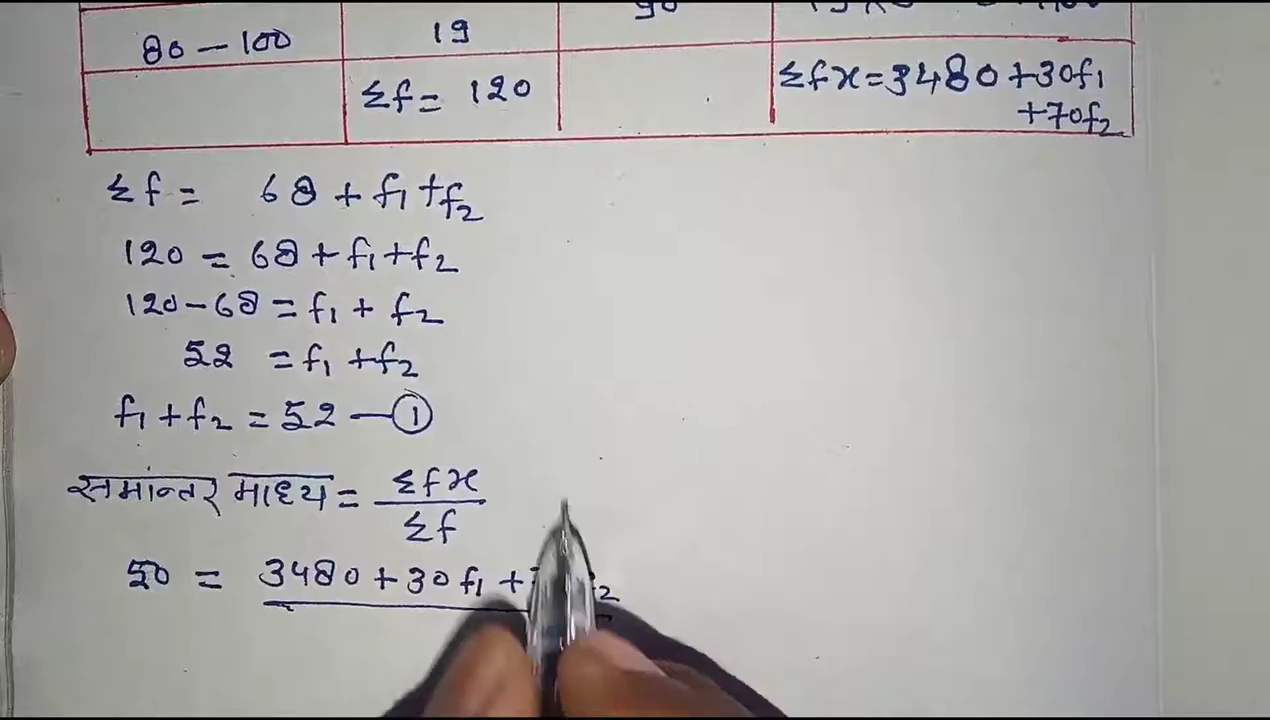 80 - 100 19 90
Σf = 120 Σfx = 3480 + 30f₁
+ 70f₂
Σf = 68 + f₁ + f₂
120 = 68 + f₁ + f₂
120 - 68 = f₁ + f₂
52 = f₁ + f₂
f₁ + f₂ = 52 — ①
समांन्तर माध्य = Σfx / Σf
50 = 3480 + 30f₁ +